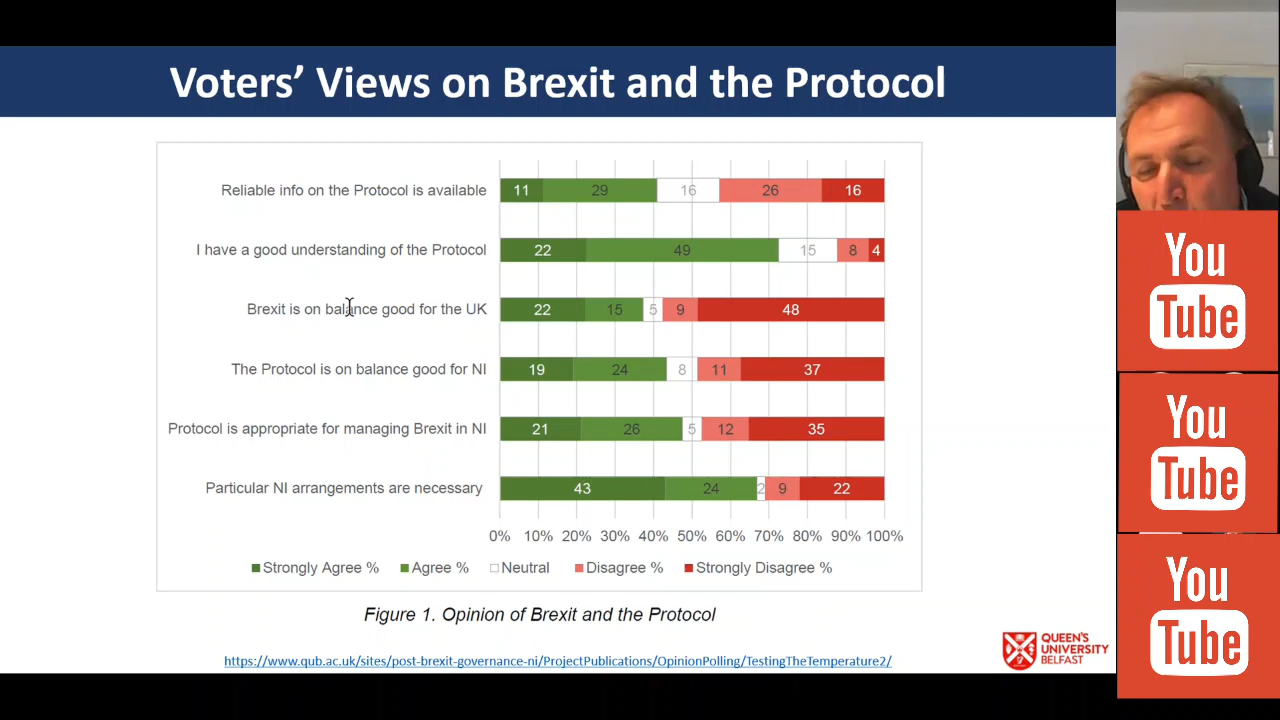 Voters' Views on Brexit and the Protocol
Reliable info on the Protocol is available
11 29 16 26 16
I have a good understanding of the Protocol
22 49 15 8 4
Brexit is on balance good for the UK
22 15 5 9 48
The Protocol is on balance good for NI
19 24 8 11 37
Protocol is appropriate for managing Brexit in NI
21 26 5 12 35
Particular NI arrangements are necessary
43 24 2 9 22
0% 10% 20% 30% 40% 50% 60% 70% 80% 90% 100%
Strongly Agree % Agree % Neutral Disagree % Strongly Disagree %
Figure 1. Opinion of Brexit and the Protocol
https://www.qub.ac.uk/sites/post-brexit-governance-ni/ProjectPublications/OpinionPolling/TestingTheTemperature2/
QUEEN'S
UNIVERSITY
BELFAST
You
Tube
You
Tube
You
Tube